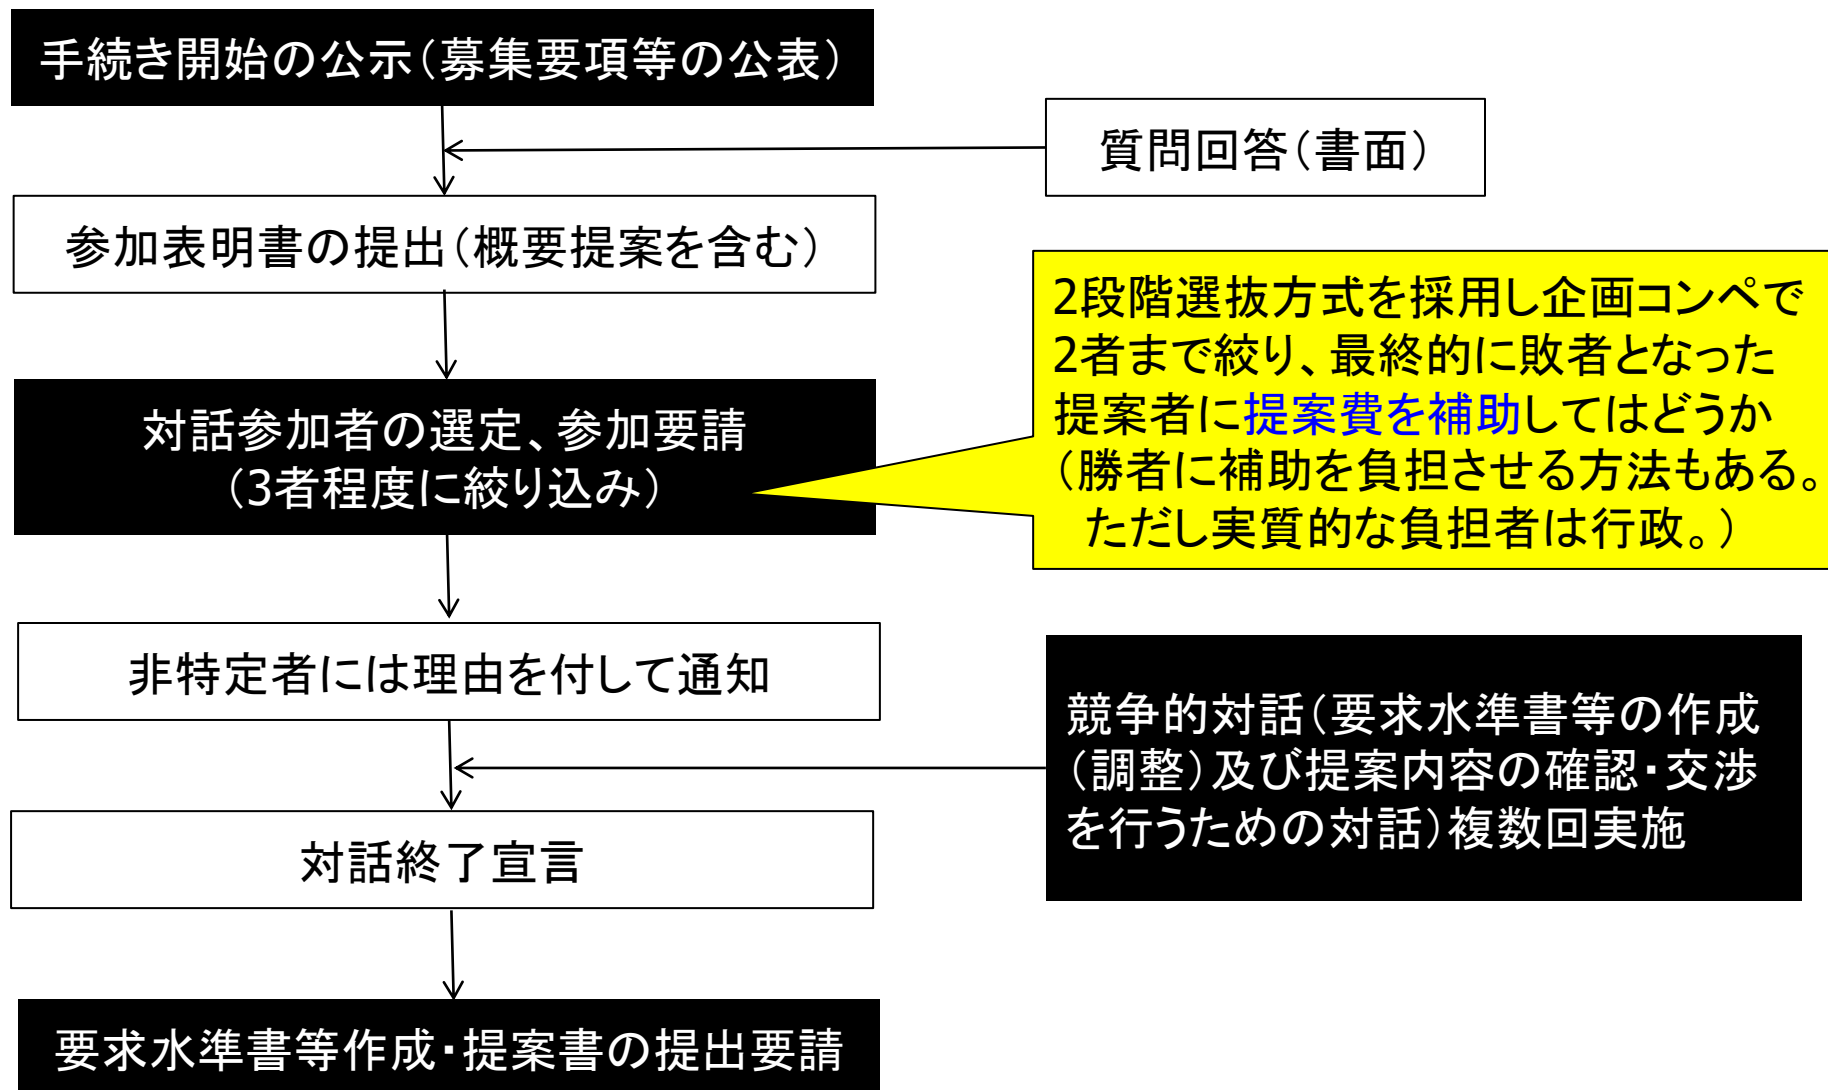 手続き開始の公示（募集要項等の公表）
質問回答（書面）
参加表明書の提出（概要提案を含む）
2段階選抜方式を採用し企画コンペで
2者まで絞り、最終的に敗者となった
提案者に提案費を補助してはどうか
（勝者に補助を負担させる方法もある。
ただし実質的な負担者は行政。）
対話参加者の選定、参加要請
（3者程度に絞り込み）
非特定者には理由を付して通知
競争的対話（要求水準書等の作成
（調整）及び提案内容の確認・交渉
を行うための対話）複数回実施
対話終了宣言
要求水準書等作成・提案書の提出要請